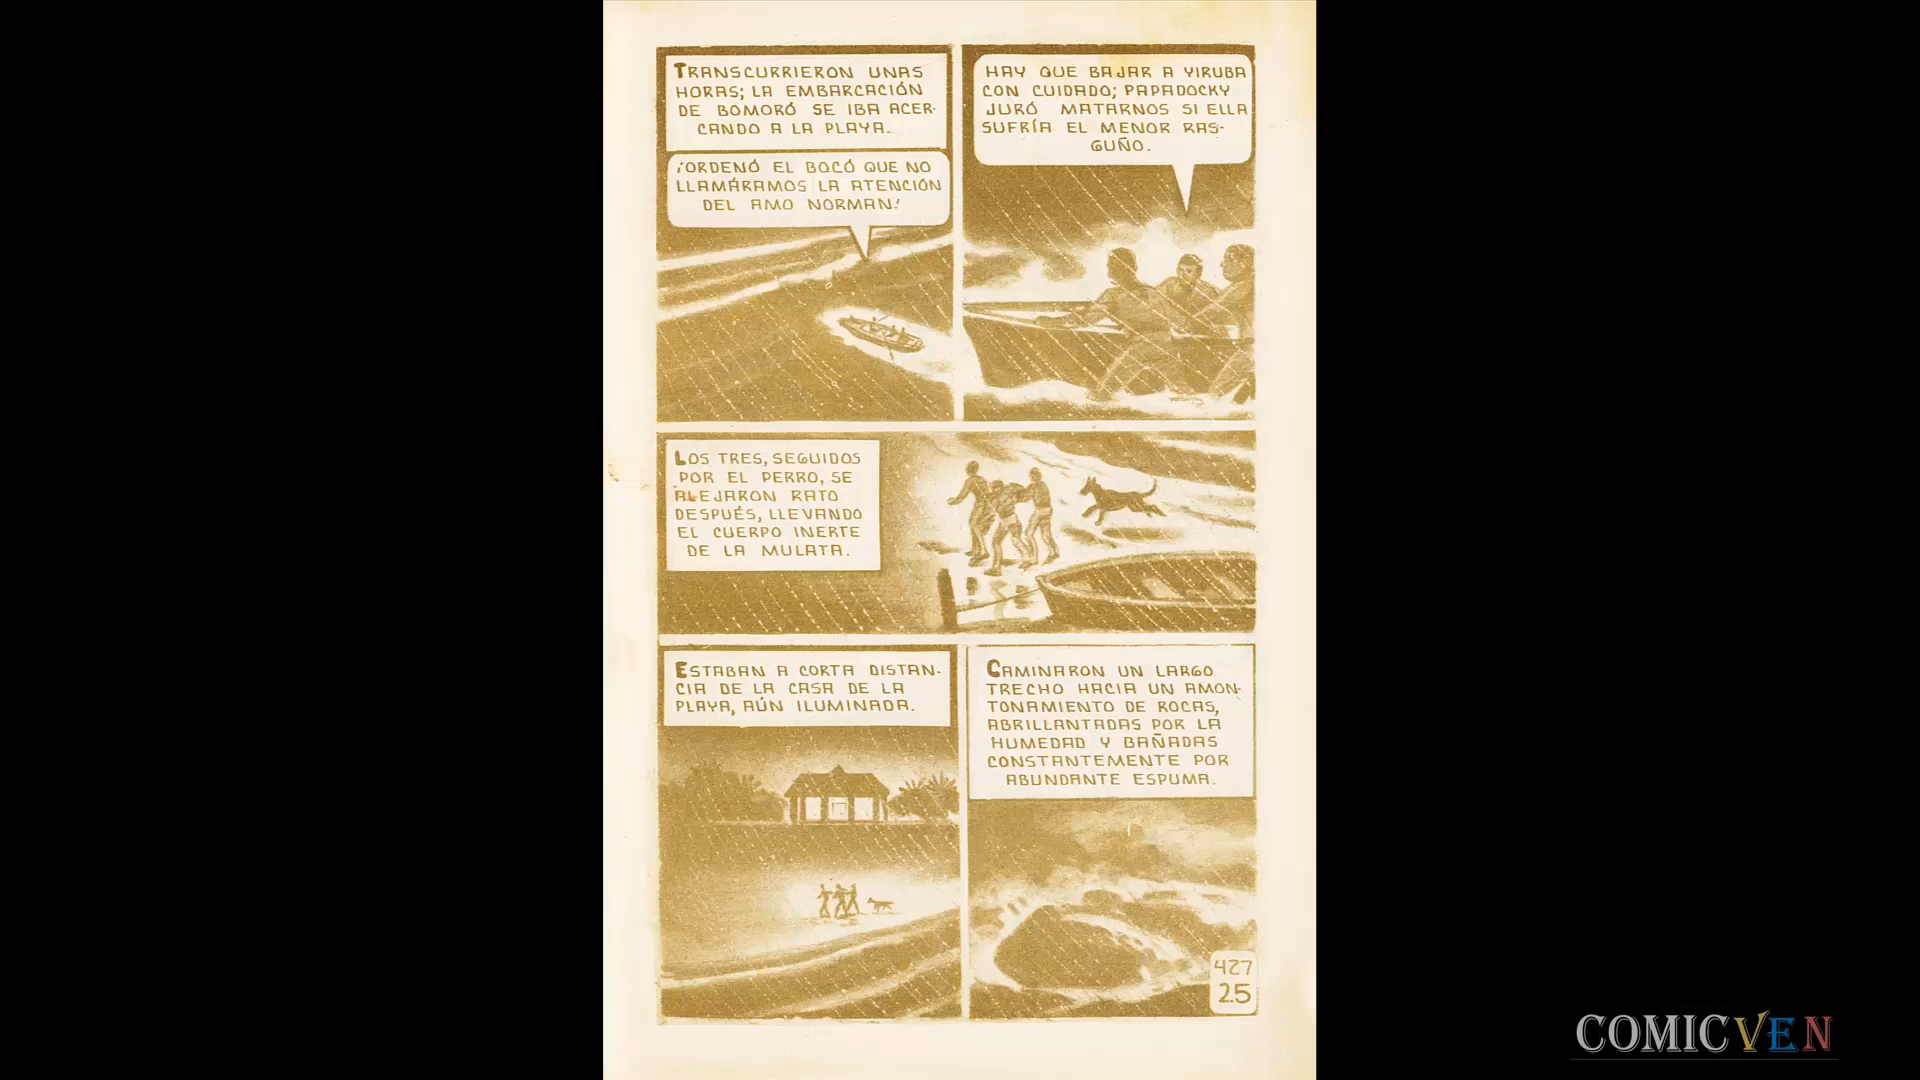 TRANSCURRIERON UNAS
HORAS; LA EMBARCACIÓN
DE BOMORÓ SE IBA ACER-
CANDO A LA PLAYA.
¡ORDENÓ EL BOCÓ QUE NO
LLAMÁRAMOS LA ATENCIÓN
DEL AMO NORMAN!
HAY QUE BAJAR A YIRUBA
CON CUIDADO; PAPADOCKY
JURÓ MATARNOS SI ELLA
SUFRÍA EL MENOR RAS-
GUÑO.
LOS TRES, SEGUIDOS
POR EL PERRO, SE
ALEJARON RATO
DESPUÉS, LLEVANDO
EL CUERPO INERTE
DE LA MULATA.
ESTABAN A CORTA DISTAN-
CIA DE LA CASA DE LA
PLAYA, AÚN ILUMINADA.
CAMINARON UN LARGO
TRECHO HACIA UN AMON-
TONAMIENTO DE ROCAS,
ABRILLANTADAS POR LA
HUMEDAD Y BAÑADAS
CONSTANTEMENTE POR
ABUNDANTE ESPUMA.
427
25
COMICVEN